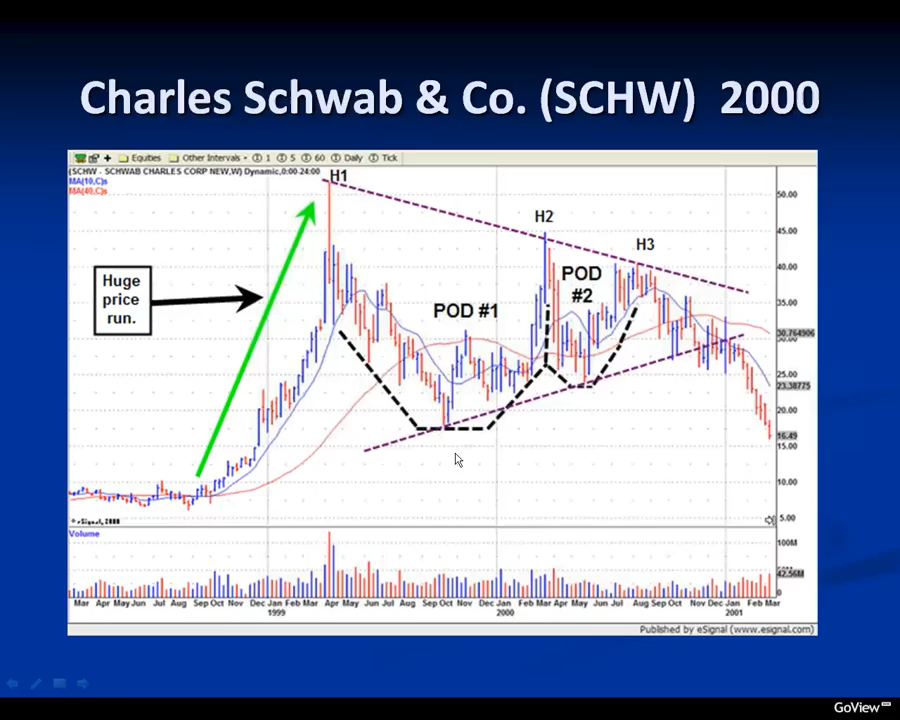 Charles Schwab & Co. (SCHW) 2000
Equities Other Intervals 1 5 60 Daily Tick
(SCHW - SCHWAB CHARLES CORP NEW,W) Dynamic,0:00-24:00
MA(10,C)s
MA(40,C)s
H1
H2
H3
Huge
price
run.
POD #1
POD
#2
50.00
45.00
40.00
35.00
30.764906
30.00
25.00
23.38775
20.00
16.49
15.00
10.00
5.00
© eSignal, 2000
Volume
100M
42.56M
0
Mar Apr May Jun Jul Aug Sep Oct Nov Dec Jan Feb Mar Apr May Jun Jul Aug Sep Oct Nov Dec Jan Feb Mar Apr May Jun Jul Aug Sep Oct Nov Dec Jan Feb Mar
1999 2000 2001
Published by eSignal (www.esignal.com)
GoView